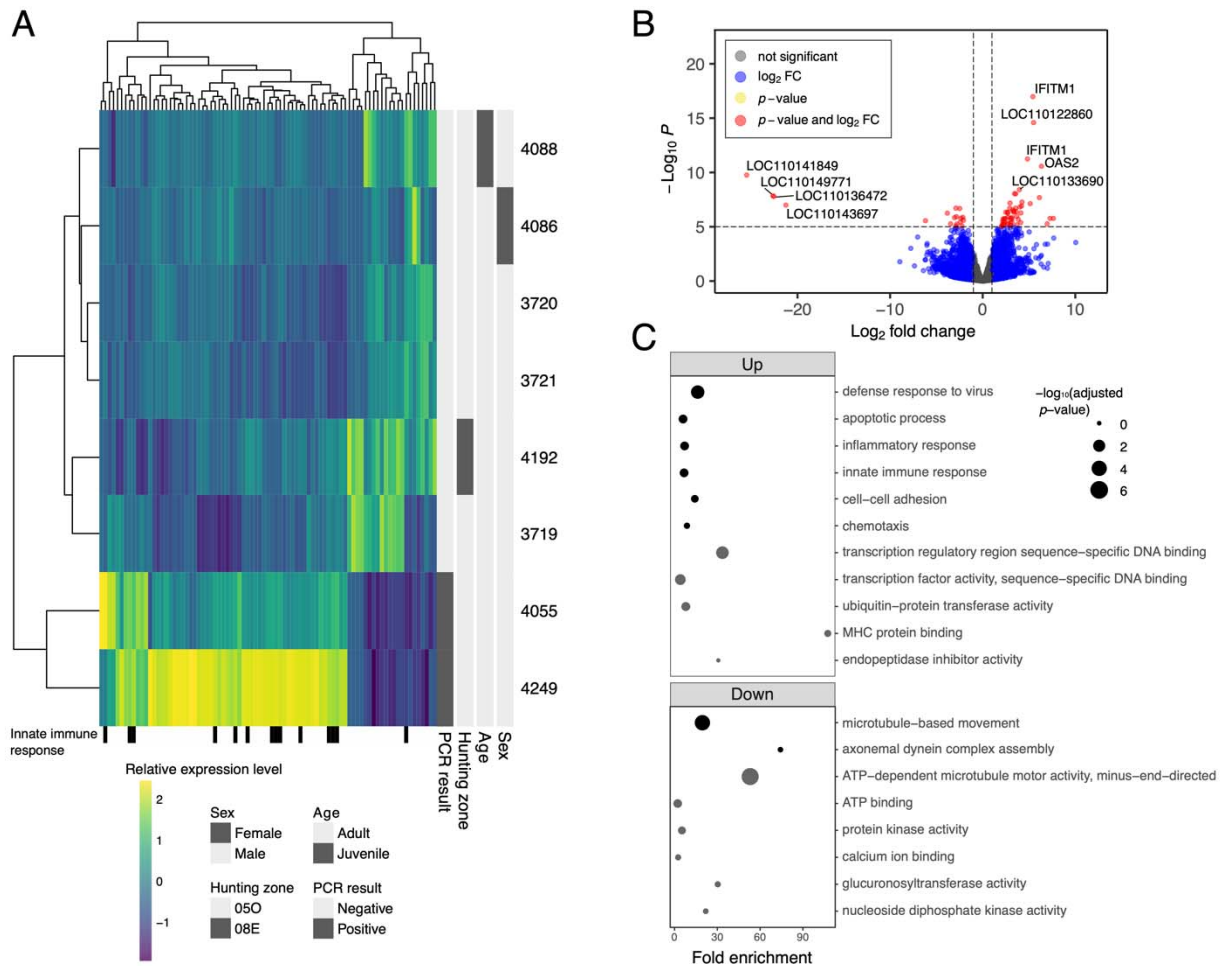 A
4088
4086
3720
3721
4192
3719
4055
4249
Innate immune
response
PCR result
Hunting zone
Age
Sex
Relative expression level
2
1
0
−1
Sex
Female
Male
Age
Adult
Juvenile
Hunting zone
05O
08E
PCR result
Negative
Positive
B
not significant
log2 FC
p − value
p − value and log2 FC
IFITM1
LOC110122860
IFITM1
OAS2
LOC110133690
LOC110141849
LOC110149771
LOC110136472
LOC110143697
−Log10 P
20
15
10
5
0
−20
−10
0
10
Log2 fold change
C
Up
defense response to virus
apoptotic process
inflammatory response
innate immune response
cell−cell adhesion
chemotaxis
transcription regulatory region sequence−specific DNA binding
transcription factor activity, sequence−specific DNA binding
ubiquitin−protein transferase activity
MHC protein binding
endopeptidase inhibitor activity
−log10(adjusted
p−value)
0
2
4
6
Down
microtubule−based movement
axonemal dynein complex assembly
ATP−dependent microtubule motor activity, minus−end−directed
ATP binding
protein kinase activity
calcium ion binding
glucuronosyltransferase activity
nucleoside diphosphate kinase activity
0
30
60
90
Fold enrichment